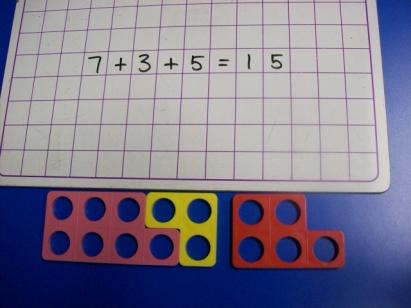 7 + 3 + 5 = 15